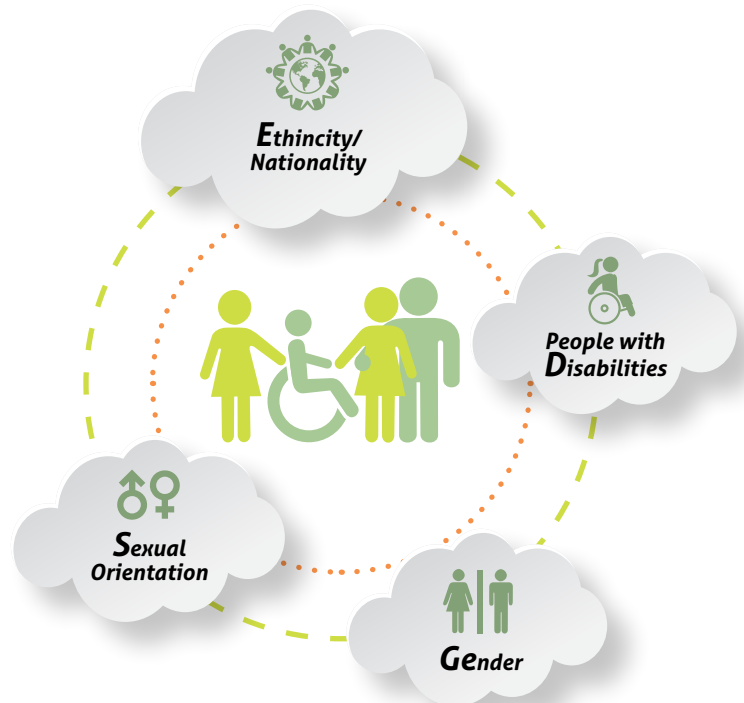 Ethincity/
Nationality
People with
Disabilities
Sexual
Orientation
Gender